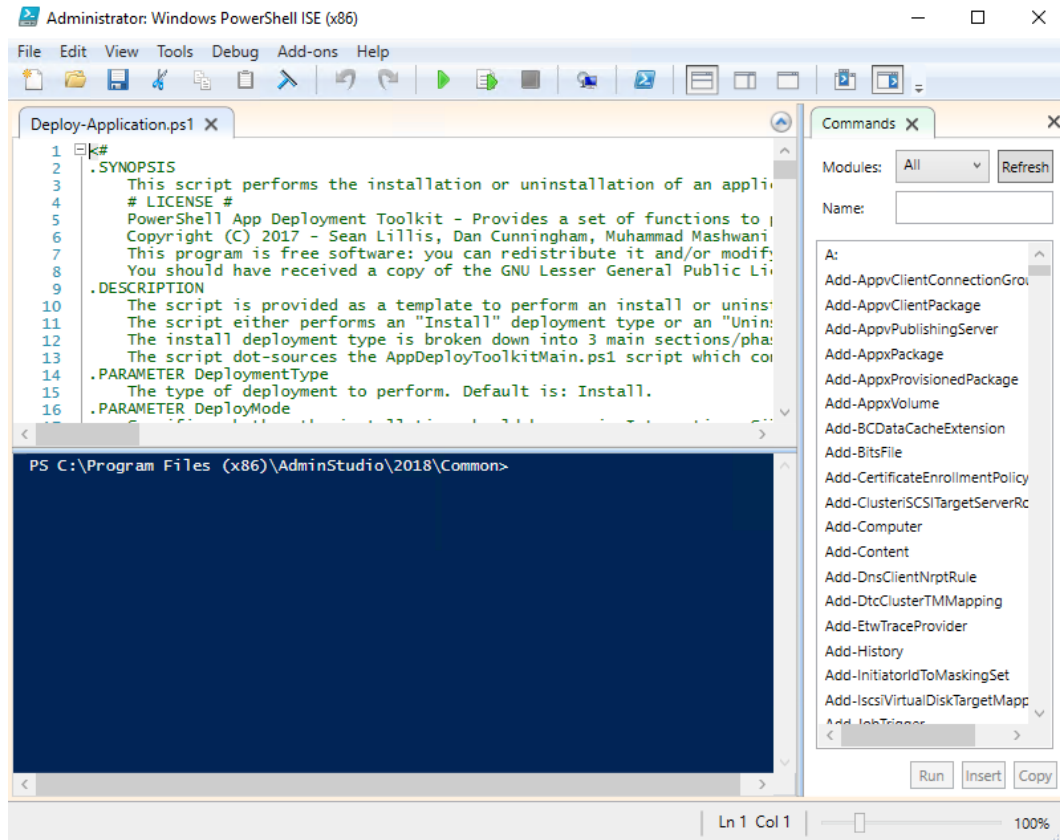 Administrator: Windows PowerShell ISE (x86)
File Edit View Tools Debug Add-ons Help
Deploy-Application.ps1
1 <#
2 .SYNOPSIS
3 This script performs the installation or uninstallation of an appli
4 # LICENSE #
5 PowerShell App Deployment Toolkit - Provides a set of functions to
6 Copyright (C) 2017 - Sean Lillis, Dan Cunningham, Muhammad Mashwani
7 This program is free software: you can redistribute it and/or modify
8 You should have received a copy of the GNU Lesser General Public Li
9 .DESCRIPTION
10 The script is provided as a template to perform an install or unins
11 The script either performs an "Install" deployment type or an "Unin
12 The install deployment type is broken down into 3 main sections/pha
13 The script dot-sources the AppDeployToolkitMain.ps1 script which co
14 .PARAMETER DeploymentType
15 The type of deployment to perform. Default is: Install.
16 .PARAMETER DeployMode
PS C:\Program Files (x86)\AdminStudio\2018\Common>
Commands
Modules: All Refresh
Name:
A:
Add-AppvClientConnectionGrou
Add-AppvClientPackage
Add-AppvPublishingServer
Add-AppxPackage
Add-AppxProvisionedPackage
Add-AppxVolume
Add-BCDataCacheExtension
Add-BitsFile
Add-CertificateEnrollmentPolicy
Add-ClusteriSCSITargetServerRo
Add-Computer
Add-Content
Add-DnsClientNrptRule
Add-DtcClusterTMMapping
Add-EtwTraceProvider
Add-History
Add-InitiatorIdToMaskingSet
Add-IscsiVirtualDiskTargetMapp
Add-JobTrigger
Run Insert Copy
Ln 1 Col 1 100%